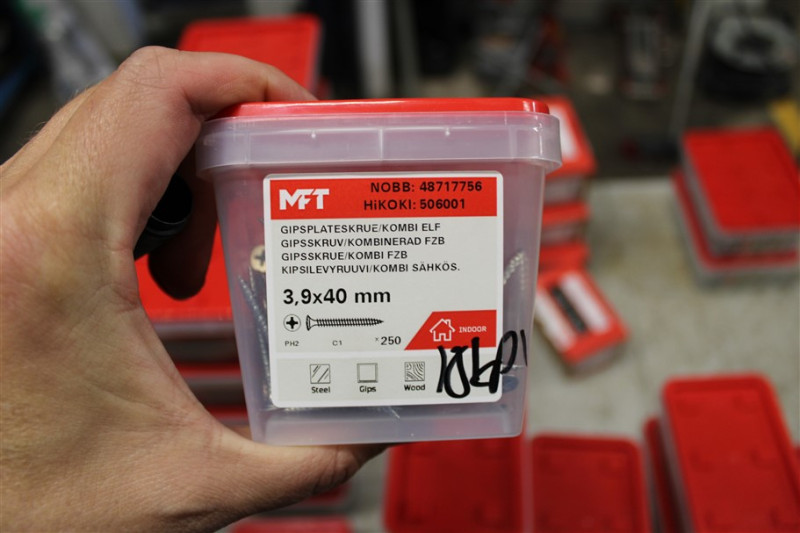 MFT
NOBB: 48717756
HiKOKI: 506001
GIPSPLATESKRUE/KOMBI ELF
GIPSSKRUV/KOMBINERAD FZB
GIPSSKRUE/KOMBI FZB
KIPSILEVYRUUVI/KOMBI SÄHKÖS.
3,9x40 mm
INDOOR
PH2 C1 x250
Steel Gips Wood